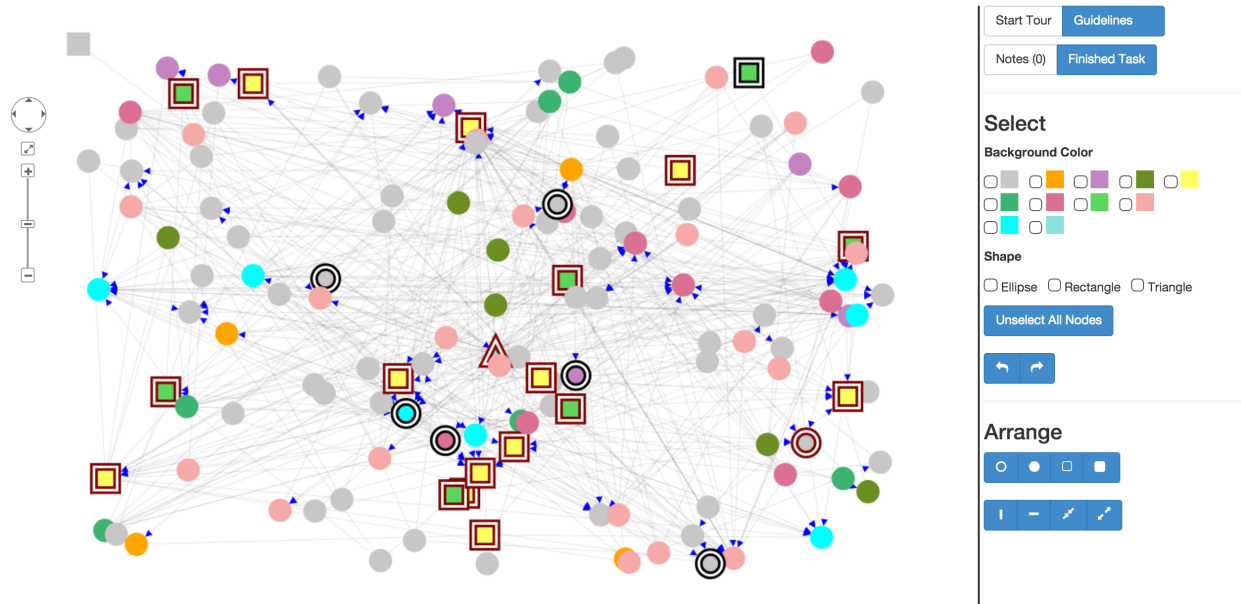 Start Tour Guidelines
Notes (0) Finished Task
Select
Background Color
Shape
Ellipse Rectangle Triangle
Unselect All Nodes
Arrange